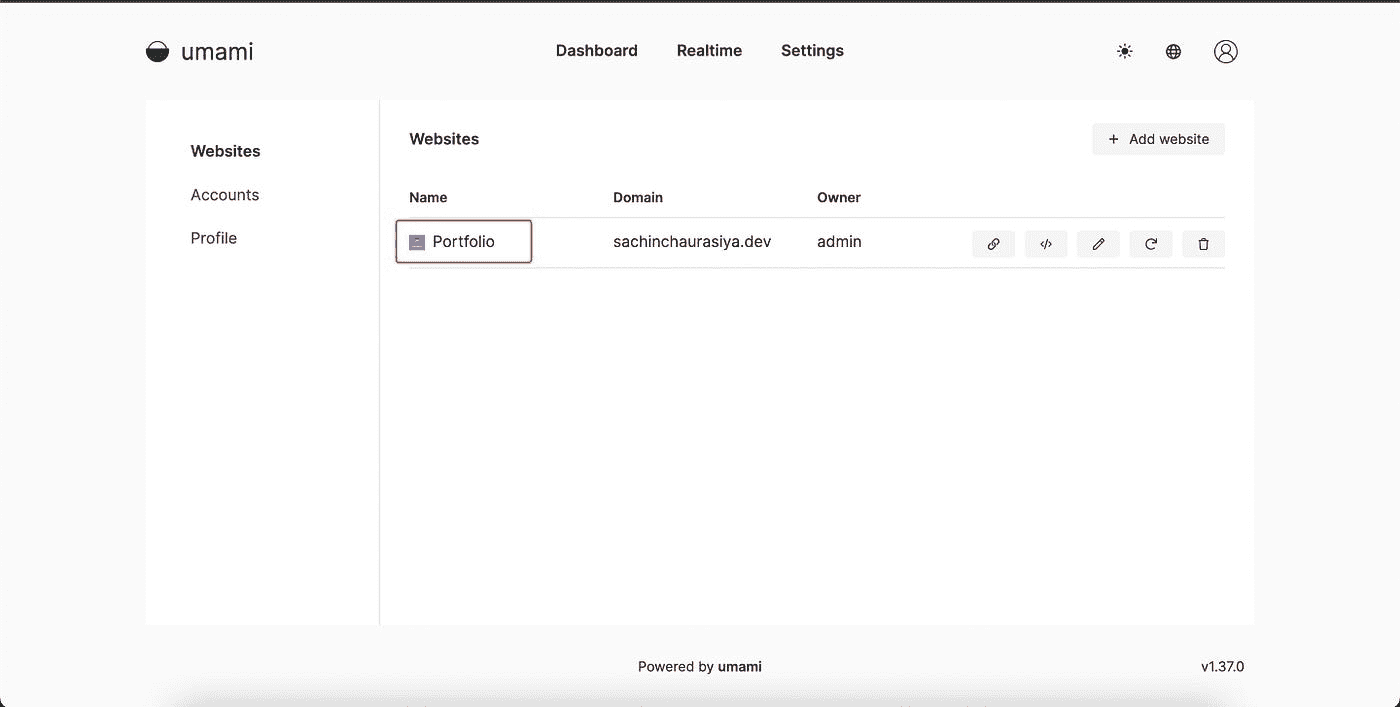 umami
Dashboard Realtime Settings
Websites
Accounts
Profile
Websites
+ Add website
Name Domain Owner
Portfolio sachinchaurasiya.dev admin
Powered by umami
v1.37.0